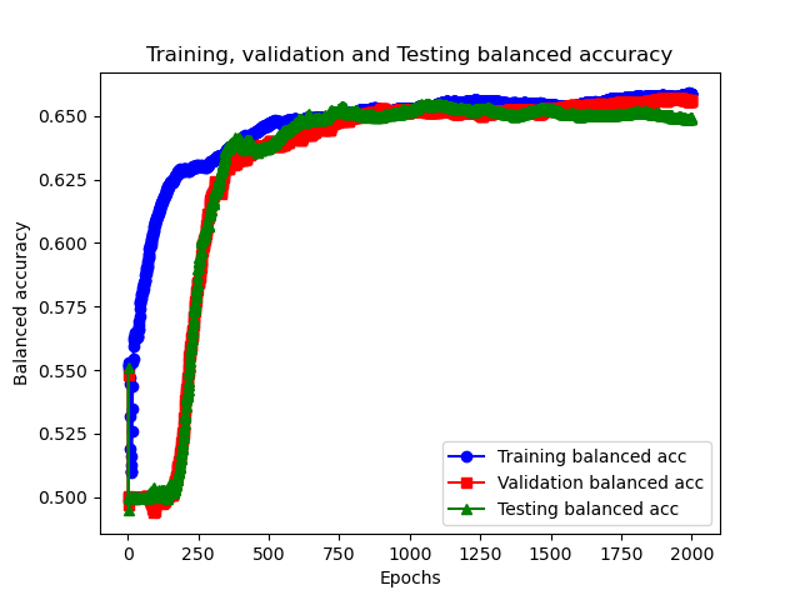 Training, validation and Testing balanced accuracy
Balanced accuracy
0.650
0.625
0.600
0.575
0.550
0.525
0.500
Training balanced acc
Validation balanced acc
Testing balanced acc
0 250 500 750 1000 1250 1500 1750 2000
Epochs